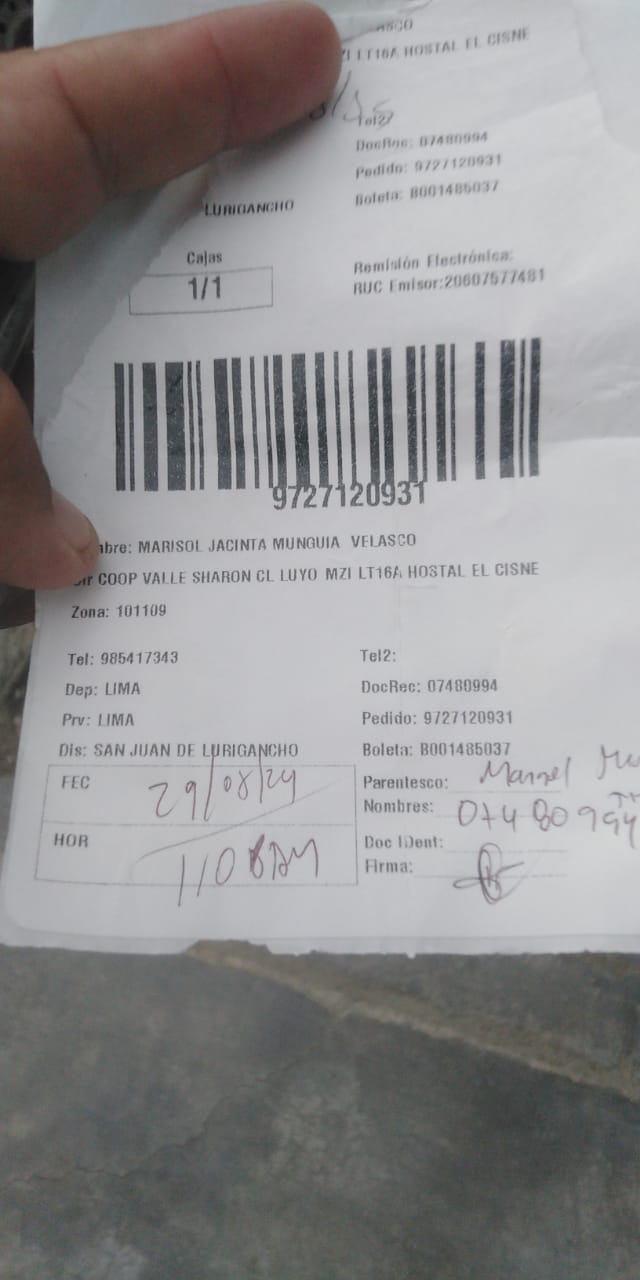 LT16A HOSTAL EL CISNE
Tel2:
DocRec: 07480994
Pedido: 9727120931
LURIGANCHO
Boleta: B001485037
Cajas
1/1
Remisión Electrónica:
RUC Emisor:20607577481
9727120931
bre: MARISOL JACINTA MUNGUIA VELASCO
Dir COOP VALLE SHARON CL LUYO MZI LT16A HOSTAL EL CISNE
Zona: 101109
Tel: 985417343
Tel2:
Dep: LIMA
DocRec: 07480994
Prv: LIMA
Pedido: 9727120931
Dis: SAN JUAN DE LURIGANCHO
Boleta: B001485037
FEC 29/08/24
Parentesco:
Nombres: 07480994
HOR
Doc IDent:
Firma: